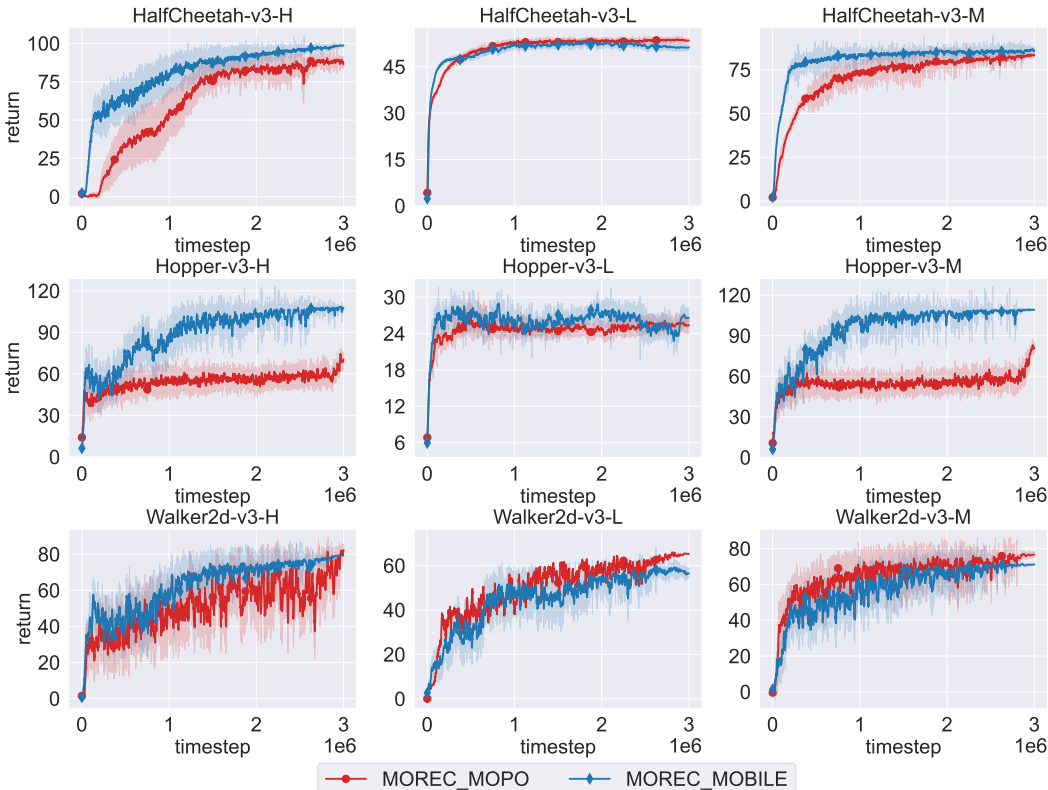 HalfCheetah-v3-H HalfCheetah-v3-L HalfCheetah-v3-M
return
100
75
50
25
0
0 1 2 3
timestep 1e6
45
30
15
0
0 1 2 3
timestep 1e6
75
50
25
0
0 1 2 3
timestep 1e6
Hopper-v3-H Hopper-v3-L Hopper-v3-M
return
120
90
60
30
0
0 1 2 3
timestep 1e6
30
24
18
12
6
0 1 2 3
timestep 1e6
120
90
60
30
0
0 1 2 3
timestep 1e6
Walker2d-v3-H Walker2d-v3-L Walker2d-v3-M
return
80
60
40
20
0
0 1 2 3
timestep 1e6
60
40
20
0
0 1 2 3
timestep 1e6
80
60
40
20
0
0 1 2 3
timestep 1e6
MOREC_MOPO MOREC_MOBILE